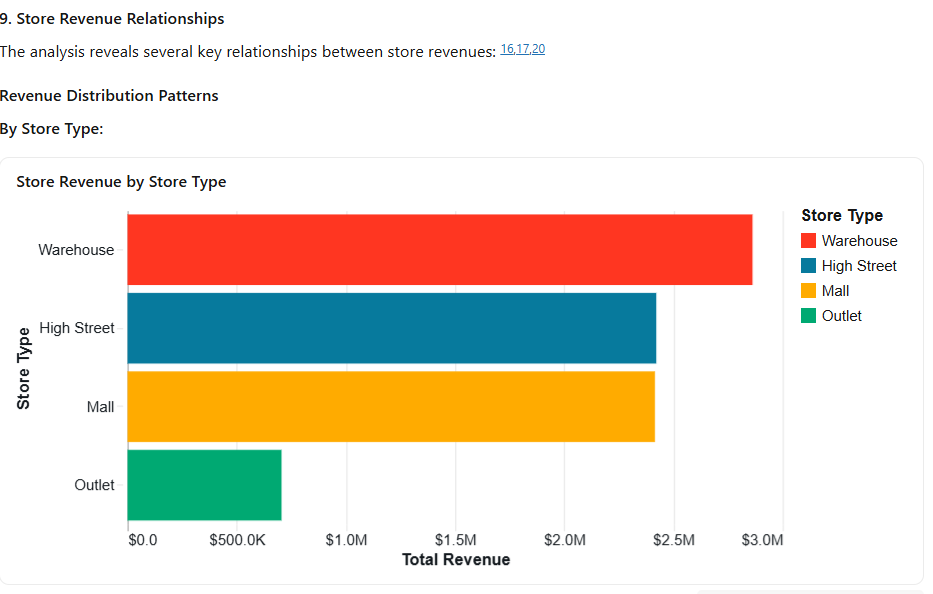 9. Store Revenue Relationships
The analysis reveals several key relationships between store revenues: 16,17,20
Revenue Distribution Patterns
By Store Type:
Store Revenue by Store Type
Store Type
Warehouse
High Street
Mall
Outlet
$0.0
$500.0K
$1.0M
$1.5M
$2.0M
$2.5M
$3.0M
Total Revenue
Store Type
Warehouse
High Street
Mall
Outlet